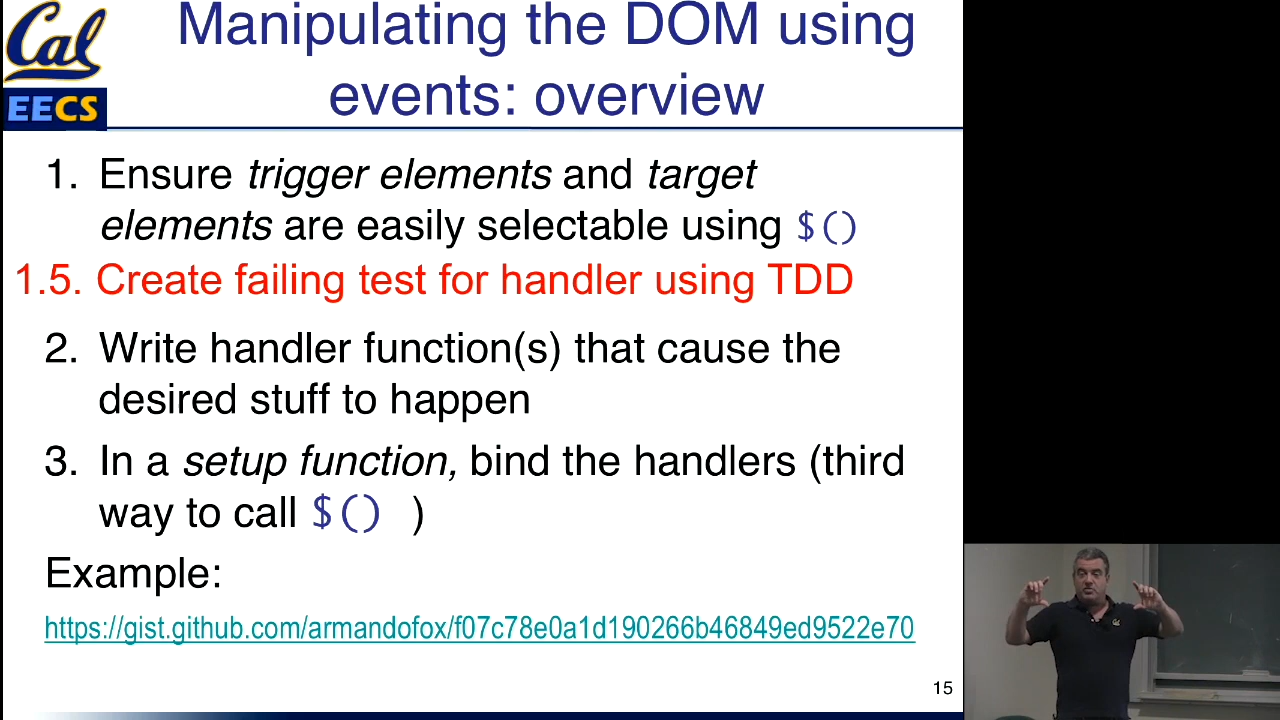 Cal
EECS
Manipulating the DOM using
events: overview
1. Ensure trigger elements and target
elements are easily selectable using $()
1.5. Create failing test for handler using TDD
2. Write handler function(s) that cause the
desired stuff to happen
3. In a setup function, bind the handlers (third
way to call $() )
Example:
https://gist.github.com/armandofox/f07c78e0a1d190266b46849ed9522e70
15